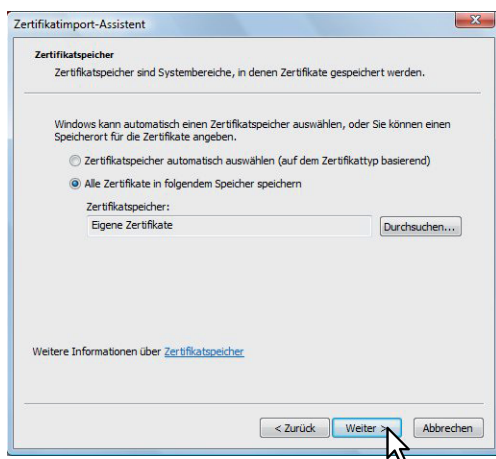 Zertifikatimport-Assistent
Zertifikatspeicher
Zertifikatspeicher sind Systembereiche, in denen Zertifikate gespeichert werden.
Windows kann automatisch einen Zertifikatspeicher auswählen, oder Sie können einen
Speicherort für die Zertifikate angeben.
Zertifikatspeicher automatisch auswählen (auf dem Zertifikattyp basierend)
Alle Zertifikate in folgendem Speicher speichern
Zertifikatspeicher:
Eigene Zertifikate Durchsuchen...
Weitere Informationen über Zertifikatspeicher
< Zurück Weiter > Abbrechen